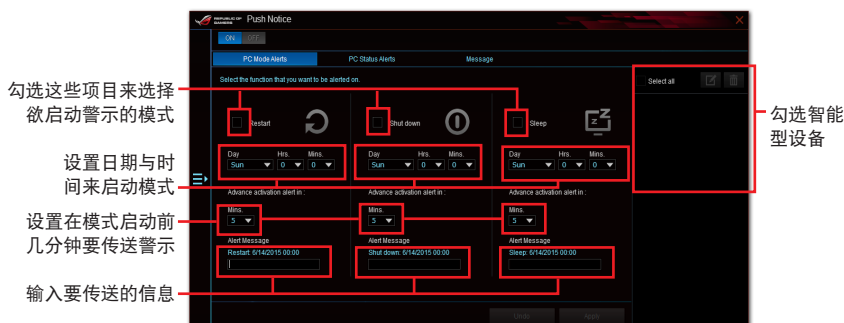 REPUBLIC OF GAMERS Push Notice
ON OFF
PC Mode Alerts PC Status Alerts Message
Select the function that you want to be alerted on.
Select all
勾选这些项目来选择
欲启动警示的模式
Restart Shut down Sleep
勾选智能
型设备
设置日期与时
间来启动模式
Day Hrs. Mins. Day Hrs. Mins. Day Hrs. Mins.
Sun 0 0 Sun 0 0 Sun 0 0
Advance activation alert in : Advance activation alert in : Advance activation alert in :
设置在模式启动前
几分钟要传送警示
Mins. Mins. Mins.
5 5 5
Alert Message Alert Message Alert Message
Restart: 6/14/2015 00:00 Shut down: 6/14/2015 00:00 Sleep: 6/14/2015 00:00
输入要传送的信息
Undo Apply